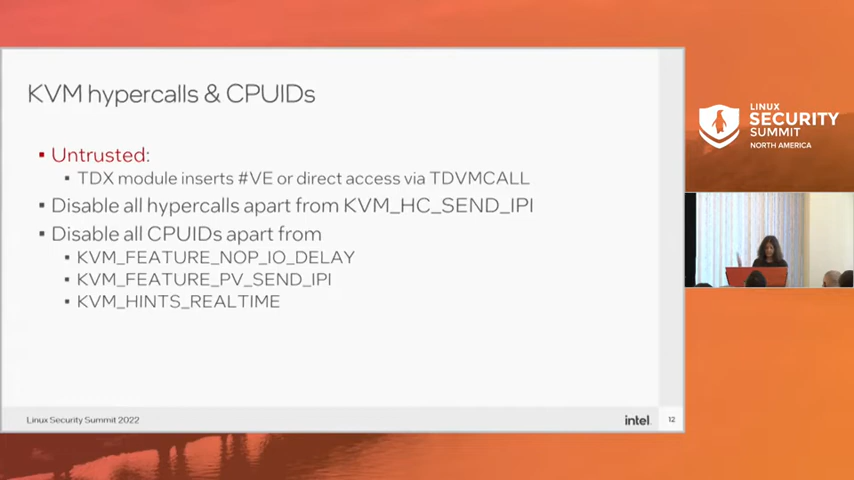 KVM hypercalls & CPUIDs
Untrusted:
TDX module inserts #VE or direct access via TDVMCALL
Disable all hypercalls apart from KVM_HC_SEND_IPI
Disable all CPUIDs apart from
KVM_FEATURE_NOP_IO_DELAY
KVM_FEATURE_PV_SEND_IPI
KVM_HINTS_REALTIME
Linux Security Summit 2022
intel.
12
LINUX
SECURITY
SUMMIT
NORTH AMERICA